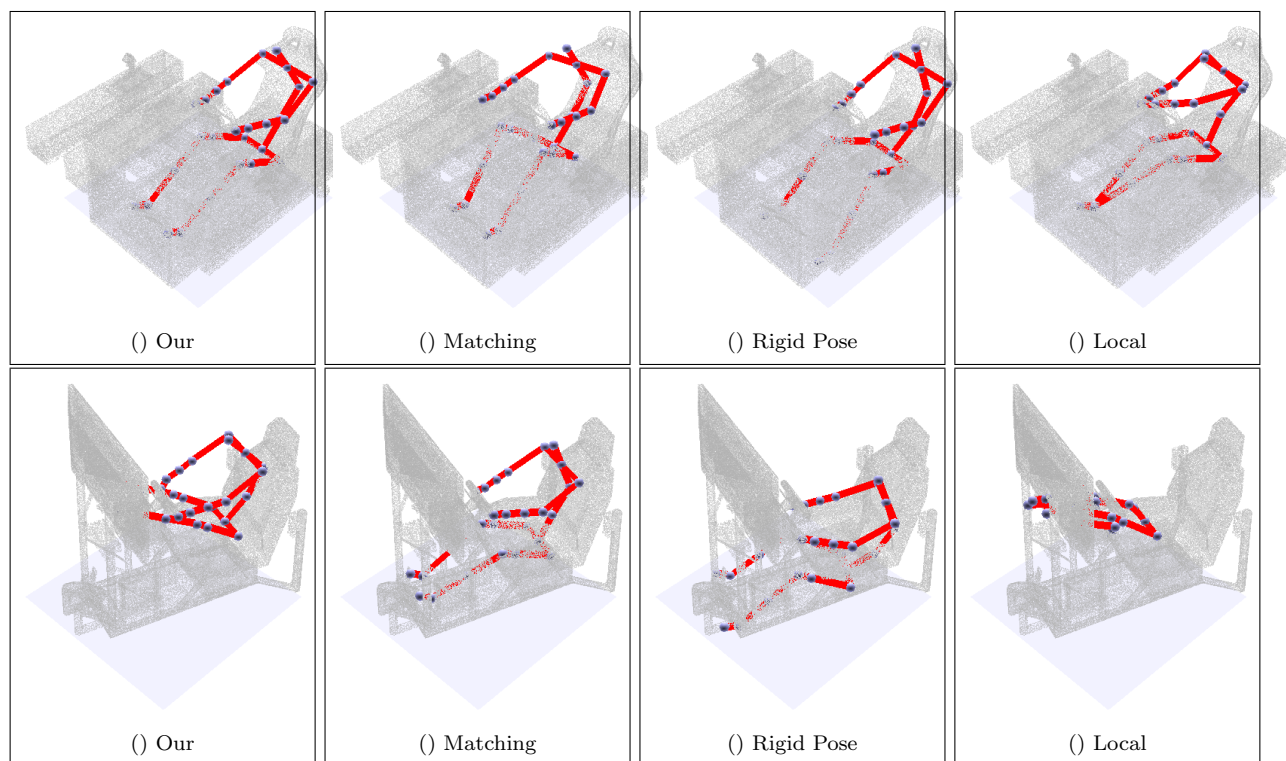 () Our
() Matching
() Rigid Pose
() Local
() Our
() Matching
() Rigid Pose
() Local